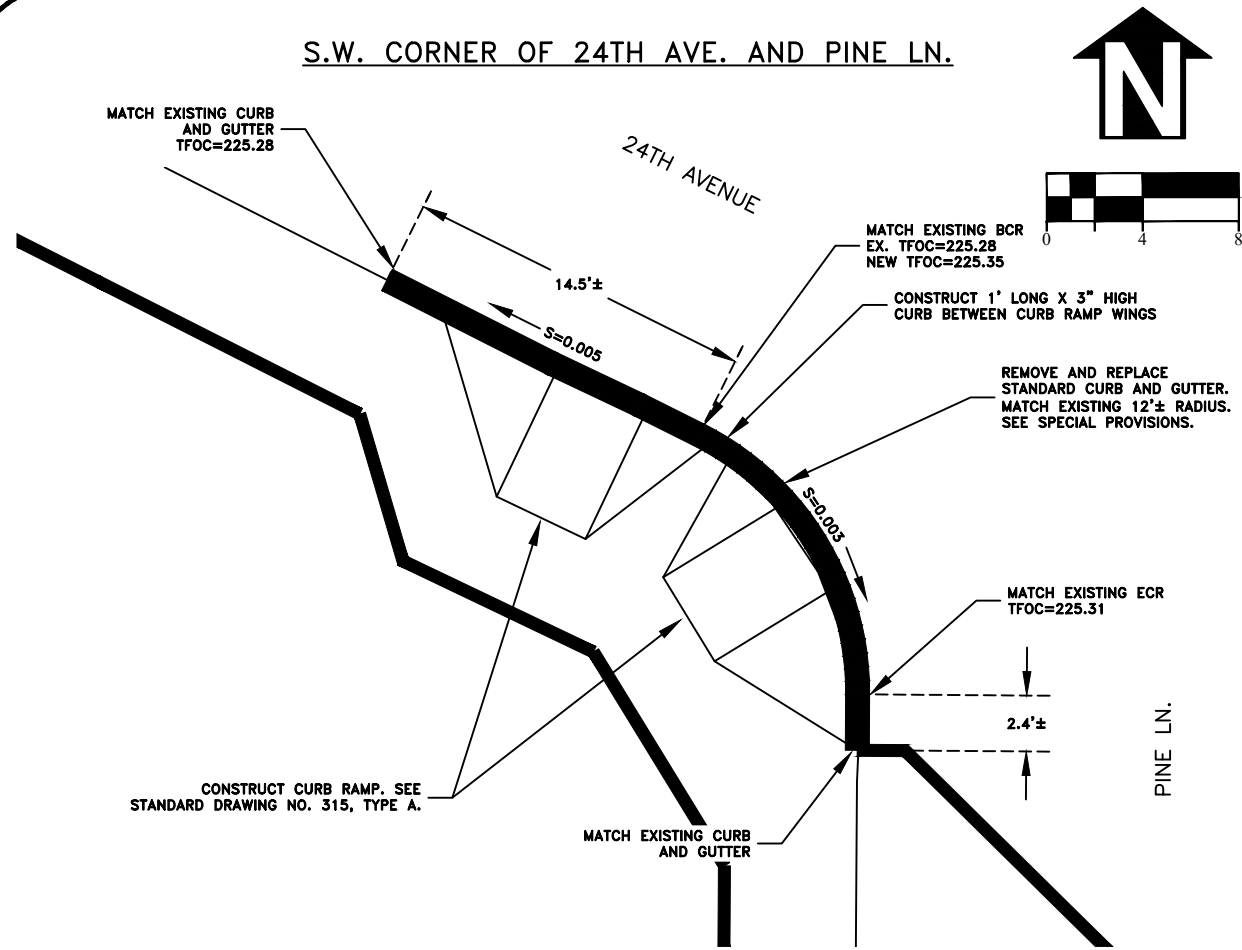 S.W. CORNER OF 24TH AVE. AND PINE LN.
N
MATCH EXISTING CURB
AND GUTTER
TFOC=225.28
24TH AVENUE
0
4
8
MATCH EXISTING BCR
EX. TFOC=225.28
NEW TFOC=225.35
14.5'±
CONSTRUCT 1' LONG X 3" HIGH
CURB BETWEEN CURB RAMP WINGS
S=0.005
REMOVE AND REPLACE
STANDARD CURB AND GUTTER.
MATCH EXISTING 12'± RADIUS.
SEE SPECIAL PROVISIONS.
S=0.003
MATCH EXISTING ECR
TFOC=225.31
2.4'±
PINE LN.
CONSTRUCT CURB RAMP. SEE
STANDARD DRAWING NO. 315, TYPE A.
MATCH EXISTING CURB
AND GUTTER